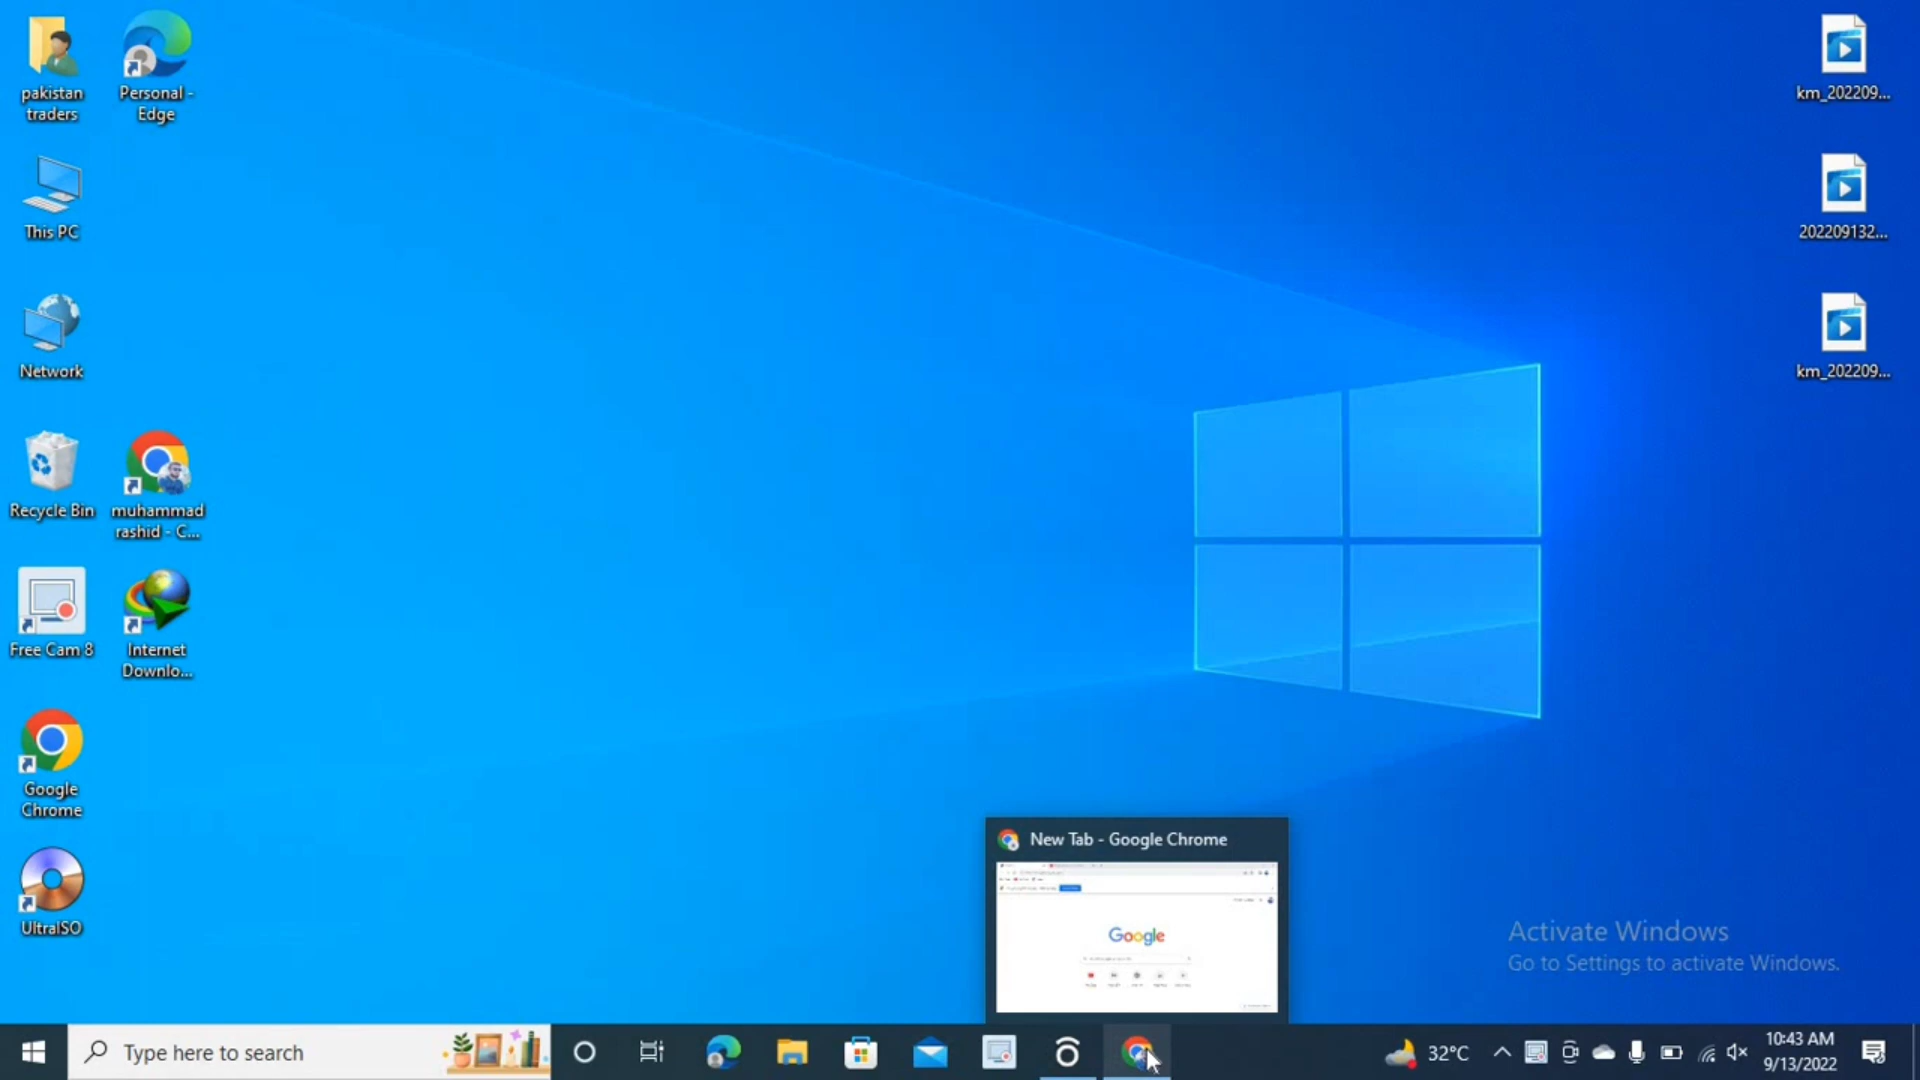 pakistan
traders
Personal -
Edge
This PC
Network
Recycle Bin
muhammad
rashid - C...
Free Cam 8
Internet
Downlo...
Google
Chrome
UltraISO
km_202209...
202209132...
km_202209...
New Tab - Google Chrome
Google
Activate Windows
Go to Settings to activate Windows.
Type here to search
32°C
10:43 AM
9/13/2022